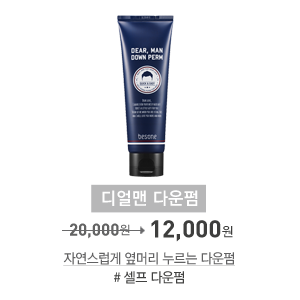 DEAR, MAN
DOWN PERM
besone
디얼맨 다운펌
20,000원 → 12,000원
자연스럽게 옆머리 누르는 다운펌
# 셀프 다운펌